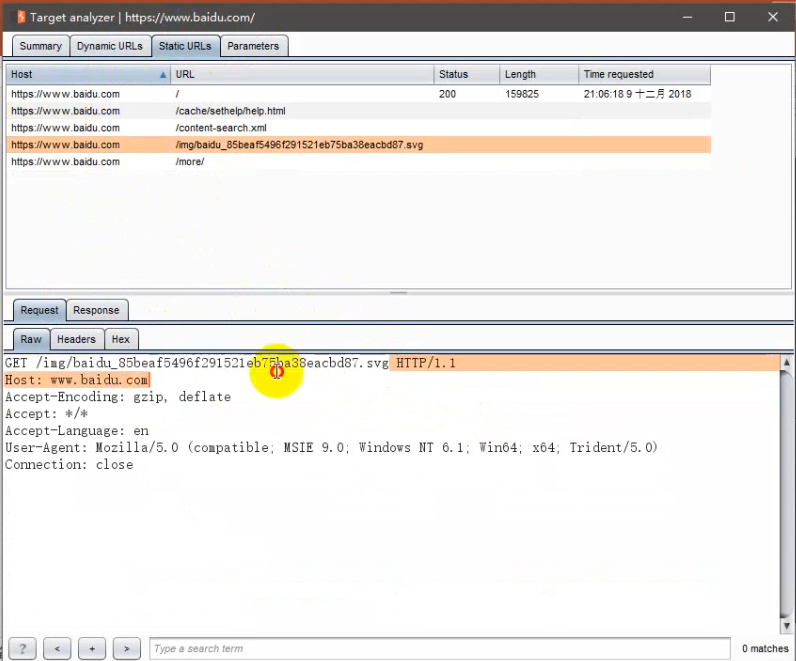 Target analyzer | https://www.baidu.com/
Summary Dynamic URLs Static URLs Parameters
Host URL Status Length Time requested
https://www.baidu.com / 200 159825 21:06:18 9 十二月 2018
https://www.baidu.com /cache/sethelp/help.html
https://www.baidu.com /content-search.xml
https://www.baidu.com /img/baidu_85beaf5496f291521eb75ba38eacbd87.svg
https://www.baidu.com /more/
Request Response
Raw Headers Hex
GET /img/baidu_85beaf5496f291521eb75ba38eacbd87.svg HTTP/1.1
Host: www.baidu.com
Accept-Encoding: gzip, deflate
Accept: */*
Accept-Language: en
User-Agent: Mozilla/5.0 (compatible; MSIE 9.0; Windows NT 6.1; Win64; x64; Trident/5.0)
Connection: close
? < + > Type a search term 0 matches